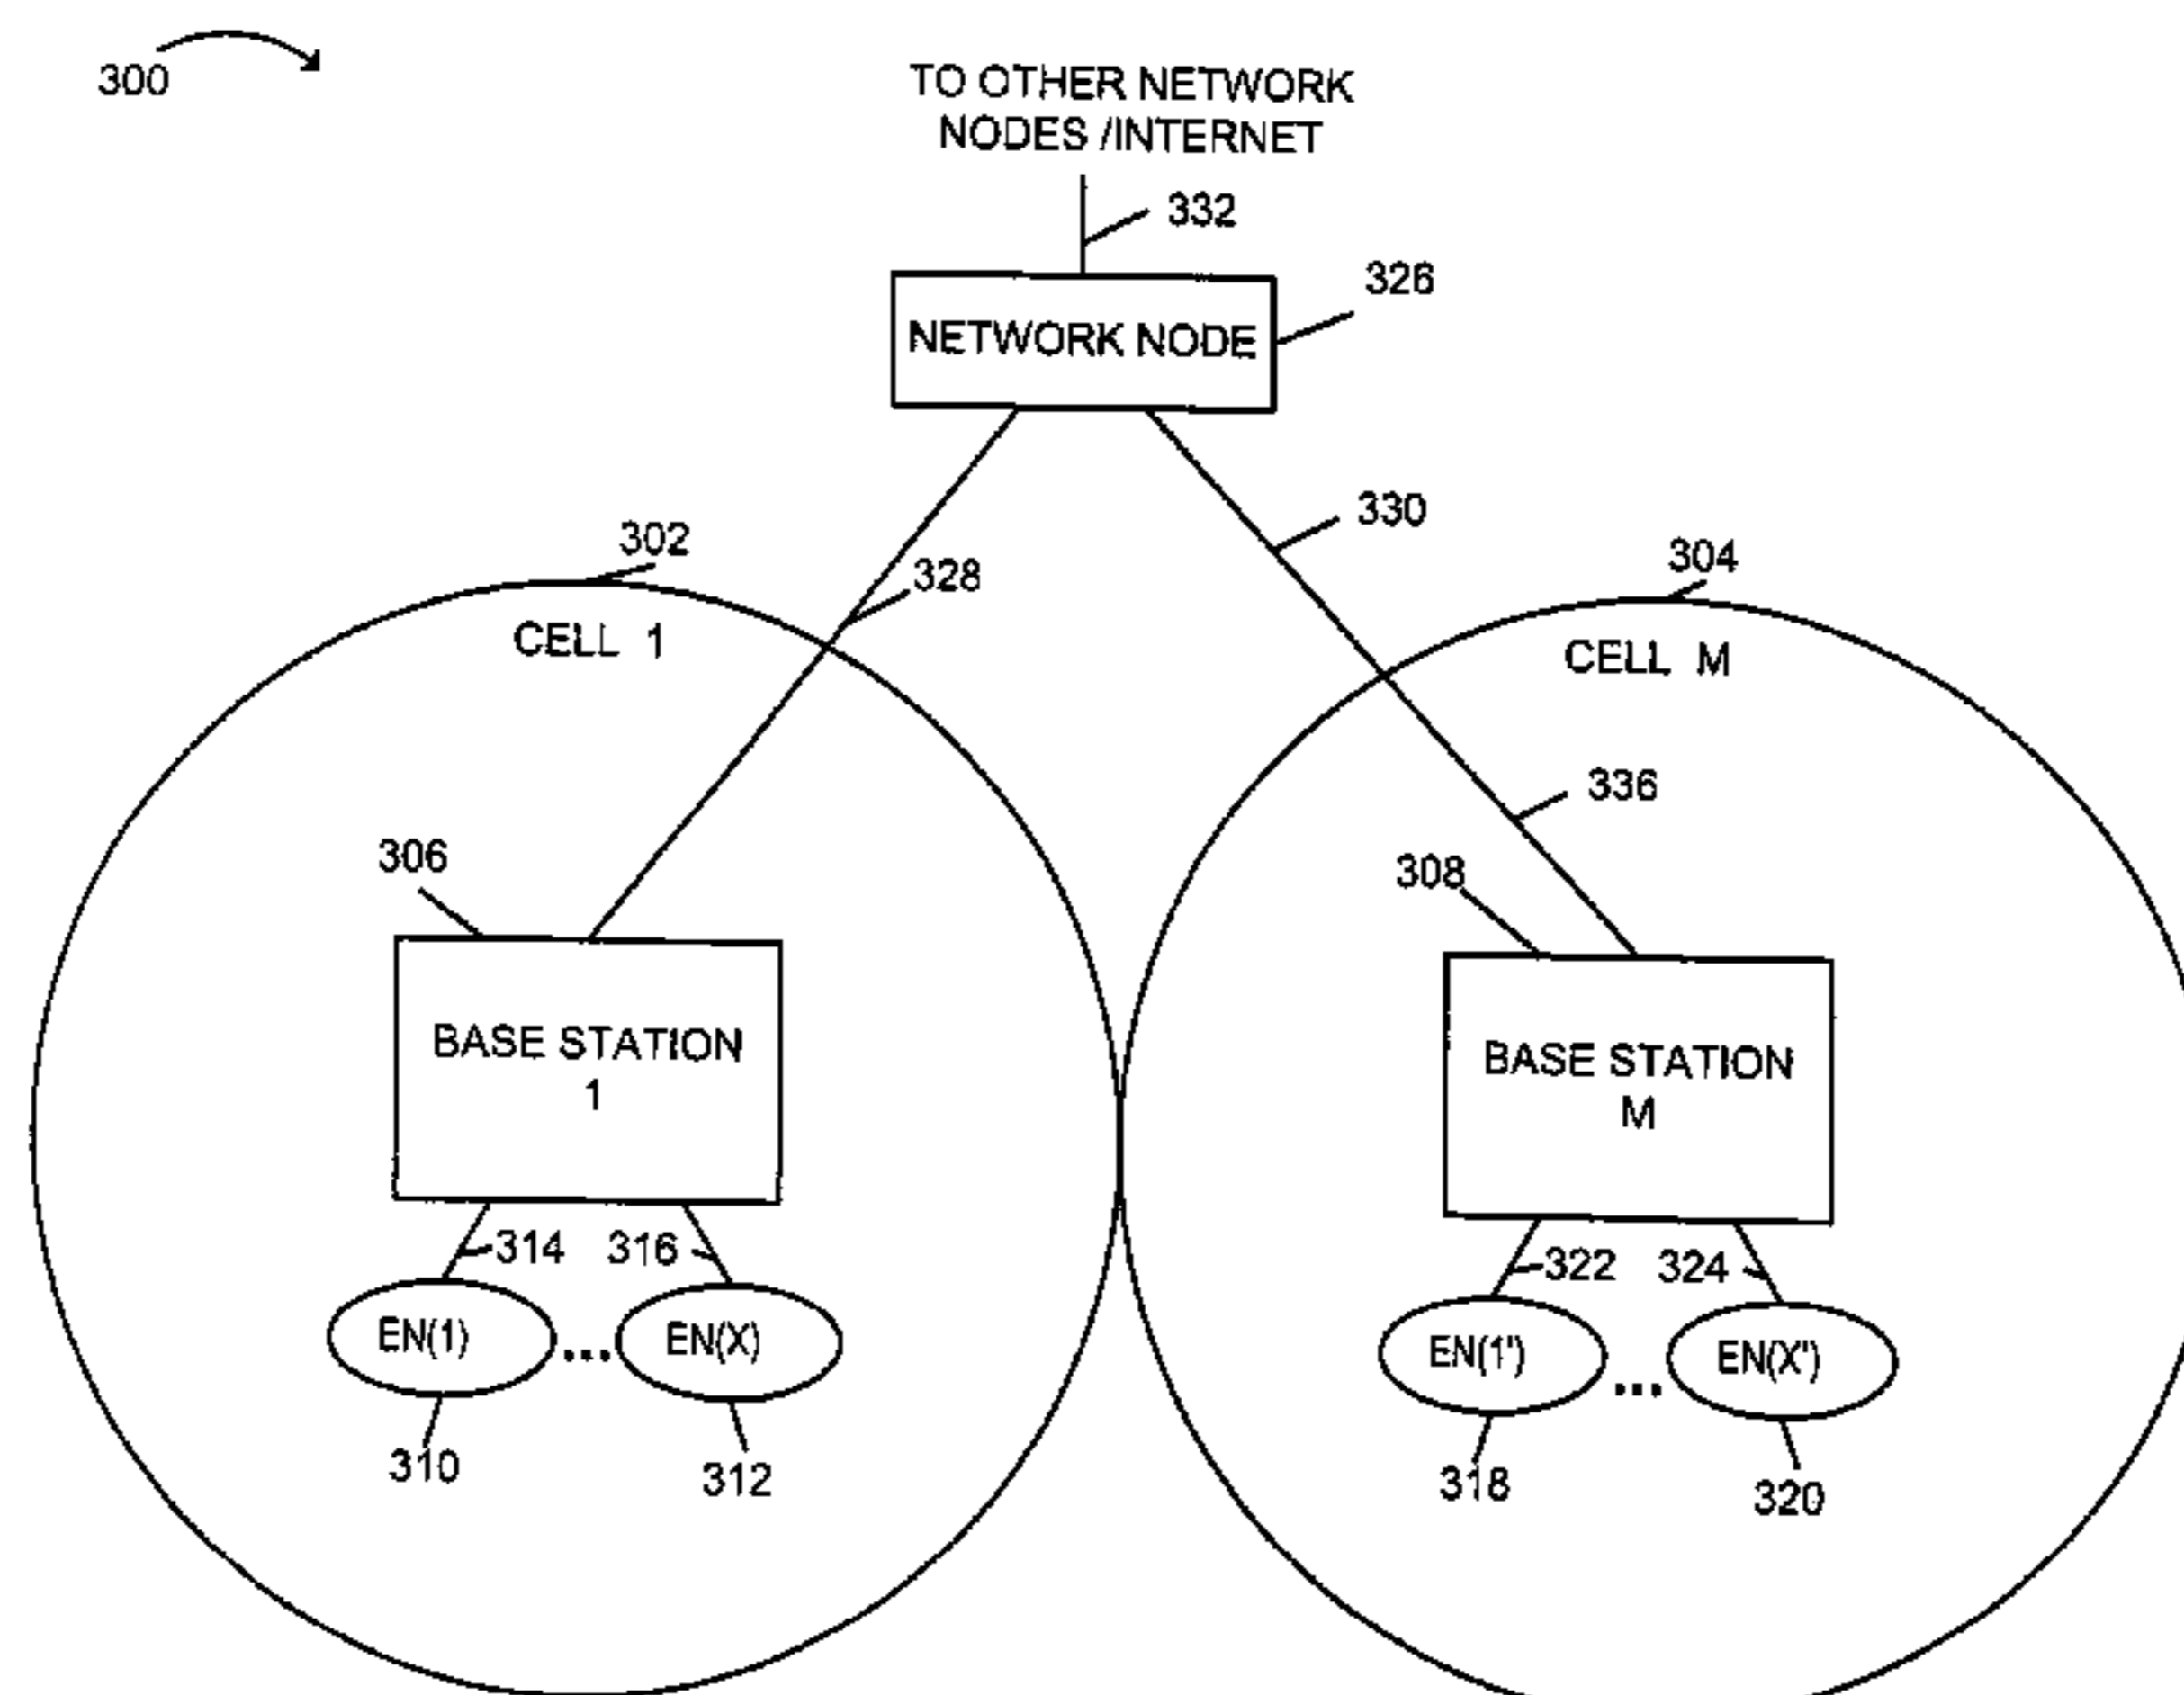 300
TO OTHER NETWORK
NODES /INTERNET
332
326
NETWORK NODE
330
302
304
328
CELL 1
CELL M
336
306
308
BASE STATION
1
BASE STATION
M
314
316
322
324
EN(1)
...
EN(X)
EN(1')
...
EN(X')
310
312
318
320